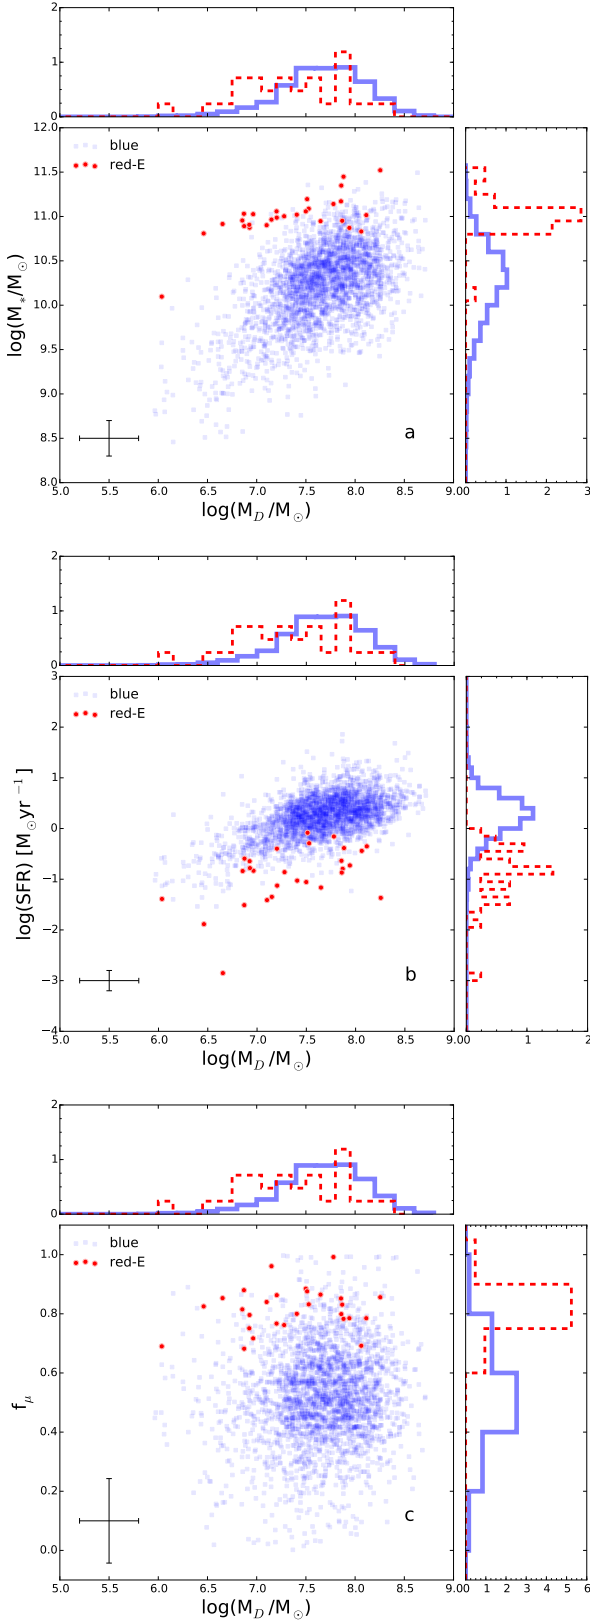 2
1
0
12.0
11.5
11.0
10.5
10.0
9.5
9.0
8.5
8.0
log(M*/M☉)
blue
red-E
a
5.0 5.5 6.0 6.5 7.0 7.5 8.0 8.5 9.0
log(M_D/M☉)
0 1 2 3
2
1
0
3
2
1
0
−1
−2
−3
−4
log(SFR) [M☉yr⁻¹]
blue
red-E
b
5.0 5.5 6.0 6.5 7.0 7.5 8.0 8.5 9.0
log(M_D/M☉)
0 1 2
2
1
0
1.0
0.8
0.6
0.4
0.2
0.0
f_μ
blue
red-E
c
5.0 5.5 6.0 6.5 7.0 7.5 8.0 8.5 9.0
log(M_D/M☉)
0 1 2 3 4 5 6